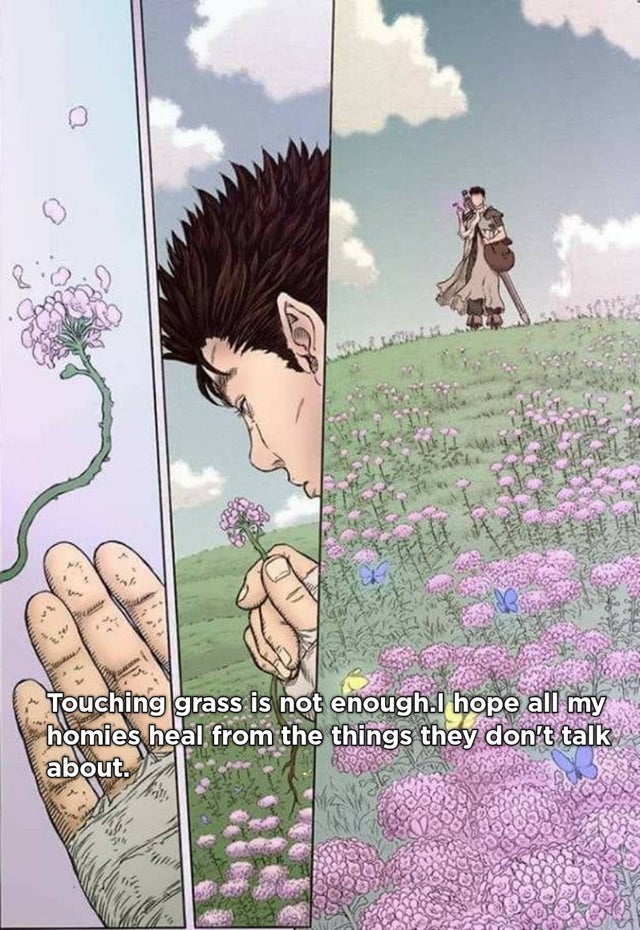 Touching grass is not enough.I hope all my
homies heal from the things they don't talk
about.